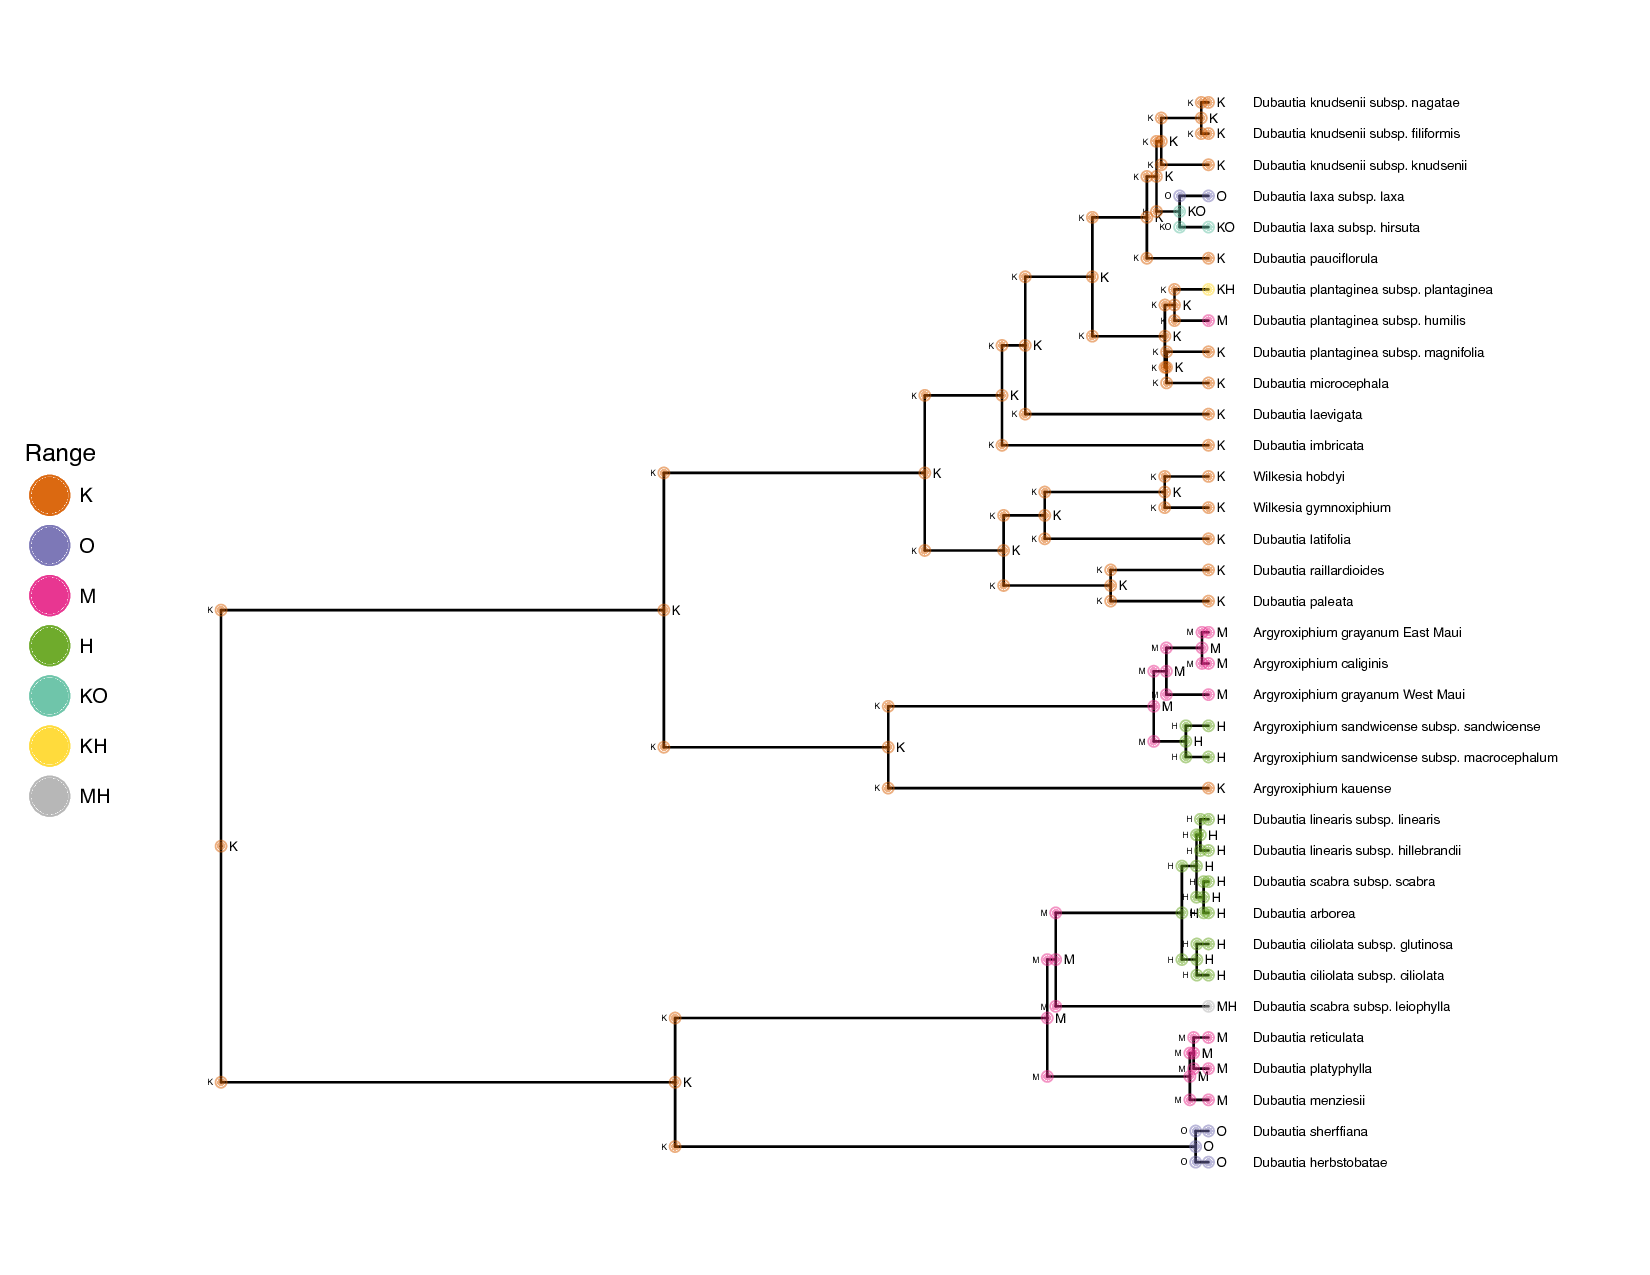 K Dubautia knudsenii subsp. nagatae
K Dubautia knudsenii subsp. filiformis
K Dubautia knudsenii subsp. knudsenii
O Dubautia laxa subsp. laxa
KO Dubautia laxa subsp. hirsuta
K Dubautia pauciflorula
KH Dubautia plantaginea subsp. plantaginea
M Dubautia plantaginea subsp. humilis
K Dubautia plantaginea subsp. magnifolia
K Dubautia microcephala
K Dubautia laevigata
K Dubautia imbricata
K Wilkesia hobdyi
K Wilkesia gymnoxiphium
K Dubautia latifolia
K Dubautia raillardioides
K Dubautia paleata
M Argyroxiphium grayanum East Maui
M Argyroxiphium caliginis
M Argyroxiphium grayanum West Maui
H Argyroxiphium sandwicense subsp. sandwicense
H Argyroxiphium sandwicense subsp. macrocephalum
K Argyroxiphium kauense
H Dubautia linearis subsp. linearis
H Dubautia linearis subsp. hillebrandii
H Dubautia scabra subsp. scabra
H Dubautia arborea
H Dubautia ciliolata subsp. glutinosa
H Dubautia ciliolata subsp. ciliolata
MH Dubautia scabra subsp. leiophylla
M Dubautia reticulata
M Dubautia platyphylla
M Dubautia menziesii
O Dubautia sherffiana
O Dubautia herbstobatae
Range
K
O
M
H
KO
KH
MH